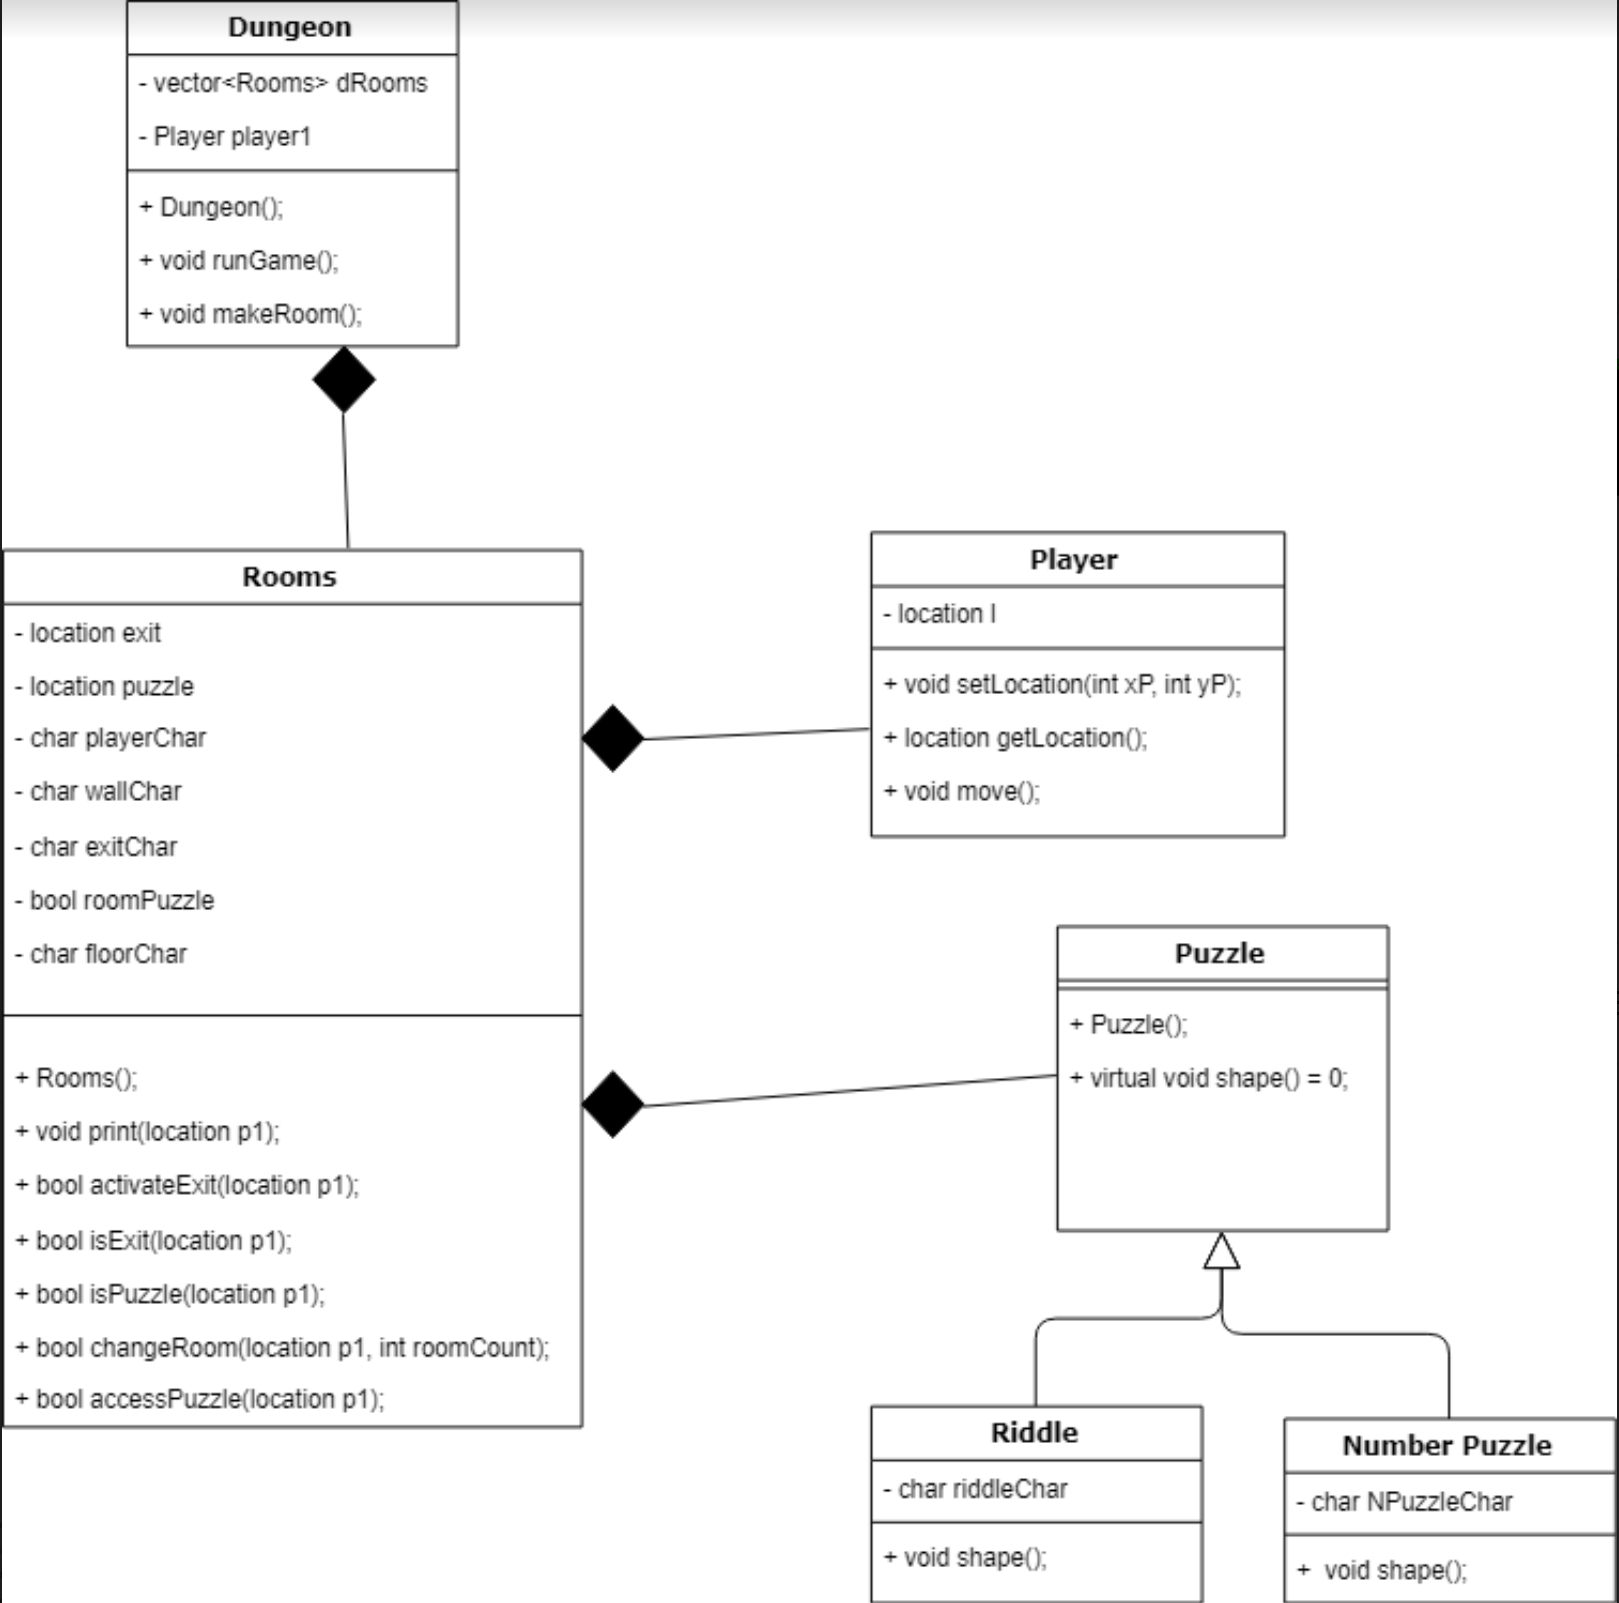 Dungeon
- vector<Rooms> dRooms
- Player player1
+ Dungeon();
+ void runGame();
+ void makeRoom();
Rooms
- location exit
- location puzzle
- char playerChar
- char wallChar
- char exitChar
- bool roomPuzzle
- char floorChar
+ Rooms();
+ void print(location p1);
+ bool activateExit(location p1);
+ bool isExit(location p1);
+ bool isPuzzle(location p1);
+ bool changeRoom(location p1, int roomCount);
+ bool accessPuzzle(location p1);
Player
- location l
+ void setLocation(int xP, int yP);
+ location getLocation();
+ void move();
Puzzle
+ Puzzle();
+ virtual void shape() = 0;
Riddle
- char riddleChar
+ void shape();
Number Puzzle
- char NPuzzleChar
+ void shape();